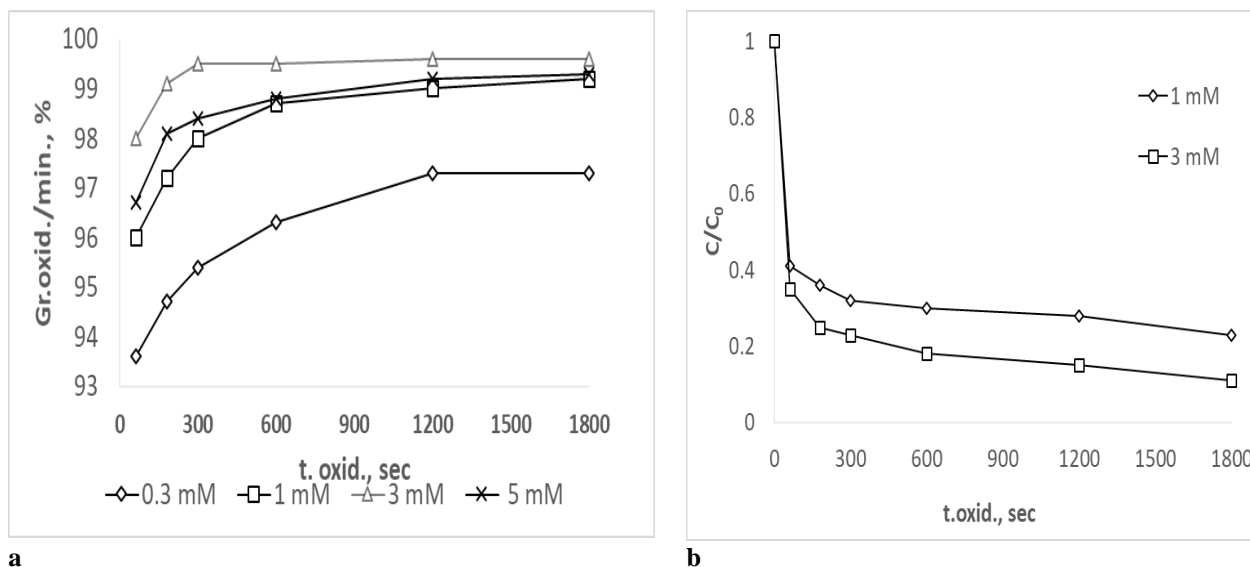 100
99
98
97
96
95
94
93
Gr.oxid./min., %
0 300 600 900 1200 1500 1800
t. oxid., sec
0.3 mM 1 mM 3 mM 5 mM
a
1
0.8
0.6
0.4
0.2
0
C/C₀
0 300 600 900 1200 1500 1800
t.oxid., sec
1 mM
3 mM
b